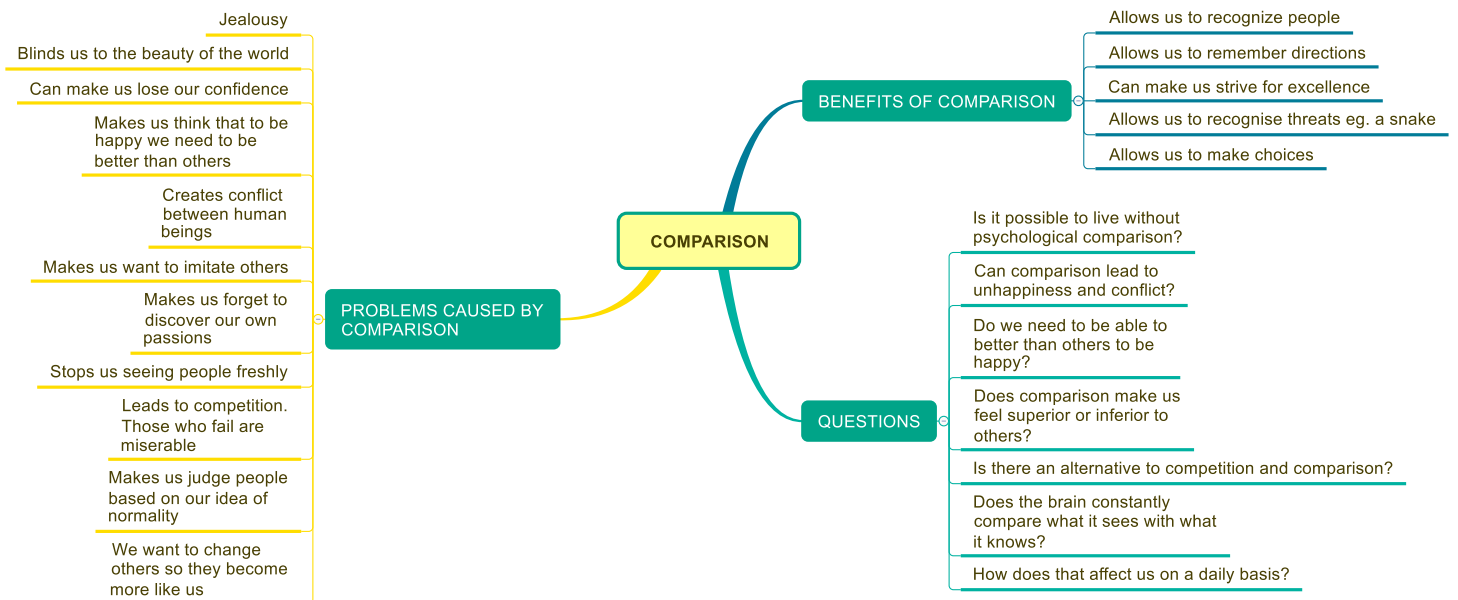 COMPARISON
BENEFITS OF COMPARISON
Allows us to recognize people
Allows us to remember directions
Can make us strive for excellence
Allows us to recognise threats eg. a snake
Allows us to make choices
QUESTIONS
Is it possible to live without
psychological comparison?
Can comparison lead to
unhappiness and conflict?
Do we need to be able to
better than others to be
happy?
Does comparison make us
feel superior or inferior to
others?
Is there an alternative to competition and comparison?
Does the brain constantly
compare what it sees with what
it knows?
How does that affect us on a daily basis?
PROBLEMS CAUSED BY
COMPARISON
Jealousy
Blinds us to the beauty of the world
Can make us lose our confidence
Makes us think that to be
happy we need to be
better than others
Creates conflict
between human
beings
Makes us want to imitate others
Makes us forget to
discover our own
passions
Stops us seeing people freshly
Leads to competition.
Those who fail are
miserable
Makes us judge people
based on our idea of
normality
We want to change
others so they become
more like us